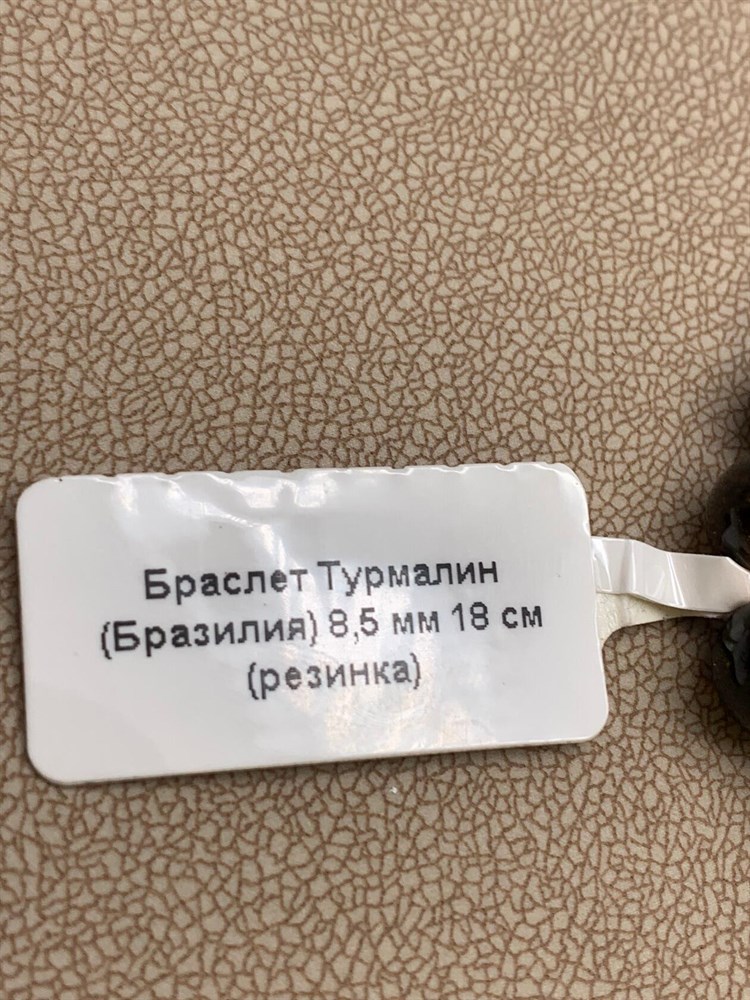 Браслет Турмалин
(Бразилия) 8,5 мм 18 см
(резинка)